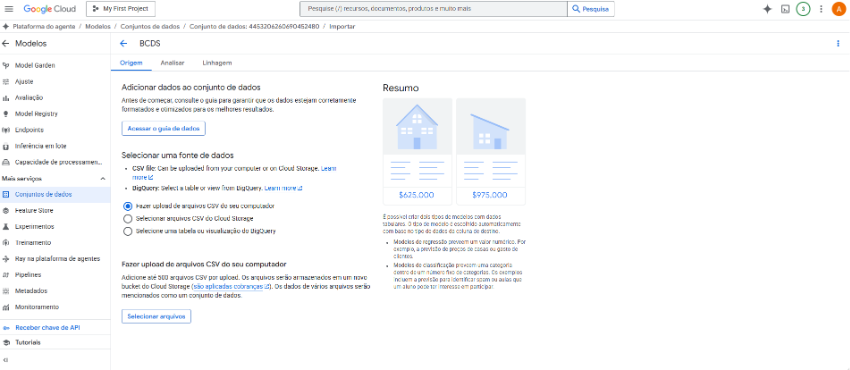 Google Cloud
My First Project
Pesquise (/) recursos, documentos, produtos e muito mais
Pesquisa
3
A
Plataforma do agente / Modelos / Conjuntos de dados / Conjunto de dados: 4453206260690452480 / Importar
Modelos
BCDS
Origem
Analisar
Linhagem
Model Garden
Ajuste
Avaliação
Model Registry
Endpoints
Inferência em lote
Capacidade de processamen...
Mais serviços
Conjuntos de dados
Feature Store
Experimentos
Treinamento
Ray na plataforma de agentes
Pipelines
Metadados
Monitoramento
Receber chave de API
Tutoriais
Adicionar dados ao conjunto de dados
Antes de começar, consulte o guia para garantir que os dados estejam corretamente
formatados e otimizados para os melhores resultados.
Acessar o guia de dados
Selecionar uma fonte de dados
CSV file: Can be uploaded from your computer or on Cloud Storage. Learn
more
BigQuery: Select a table or view from BigQuery. Learn more
Fazer upload de arquivos CSV do seu computador
Selecionar arquivos CSV do Cloud Storage
Selecione uma tabela ou visualização do BigQuery
Fazer upload de arquivos CSV do seu computador
Adicione até 500 arquivos CSV por upload. Os arquivos serão armazenados em um novo
bucket do Cloud Storage (são aplicadas cobranças). Os dados de vários arquivos serão
mencionados como um conjunto de dados.
Selecionar arquivos
Resumo
$625,000
$975,000
É possível criar dois tipos de modelos com dados
tabulares. O tipo de modelo é escolhido automaticamente
com base no tipo de dados da coluna de destino.
Modelos de regressão preveem um valor numérico. Por
exemplo, a previsão de preços de casas ou gasto de
clientes.
Modelos de classificação preveem uma categoria
dentro de um número fixo de categorias. Os exemplos
incluem a previsão para identificar spam ou aulas que
um aluno pode ter interesse em participar.